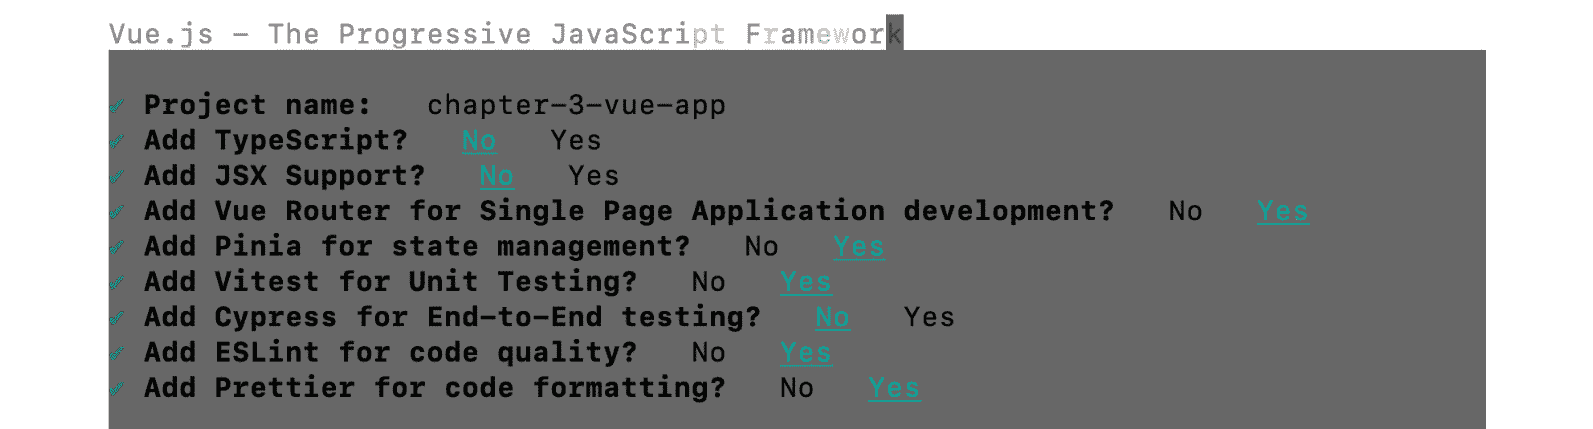 Vue.js – The Progressive JavaScript Framework
✔ Project name: chapter-3-vue-app
✔ Add TypeScript? No Yes
✔ Add JSX Support? No Yes
✔ Add Vue Router for Single Page Application development? No Yes
✔ Add Pinia for state management? No Yes
✔ Add Vitest for Unit Testing? No Yes
✔ Add Cypress for End-to-End testing? No Yes
✔ Add ESLint for code quality? No Yes
✔ Add Prettier for code formatting? No Yes